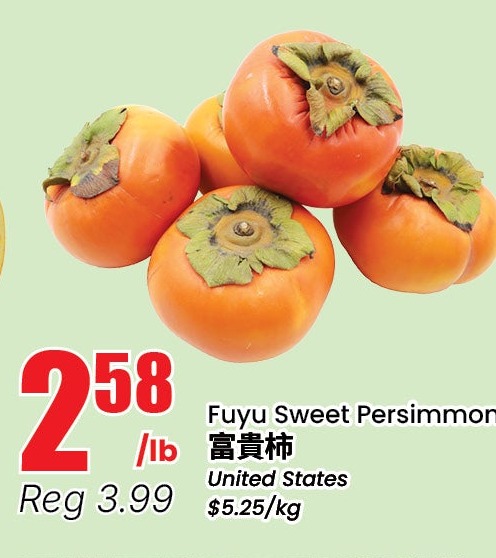 2.58
/lb
Reg 3.99
Fuyu Sweet Persimmon
富貴柿
United States
$5.25/kg